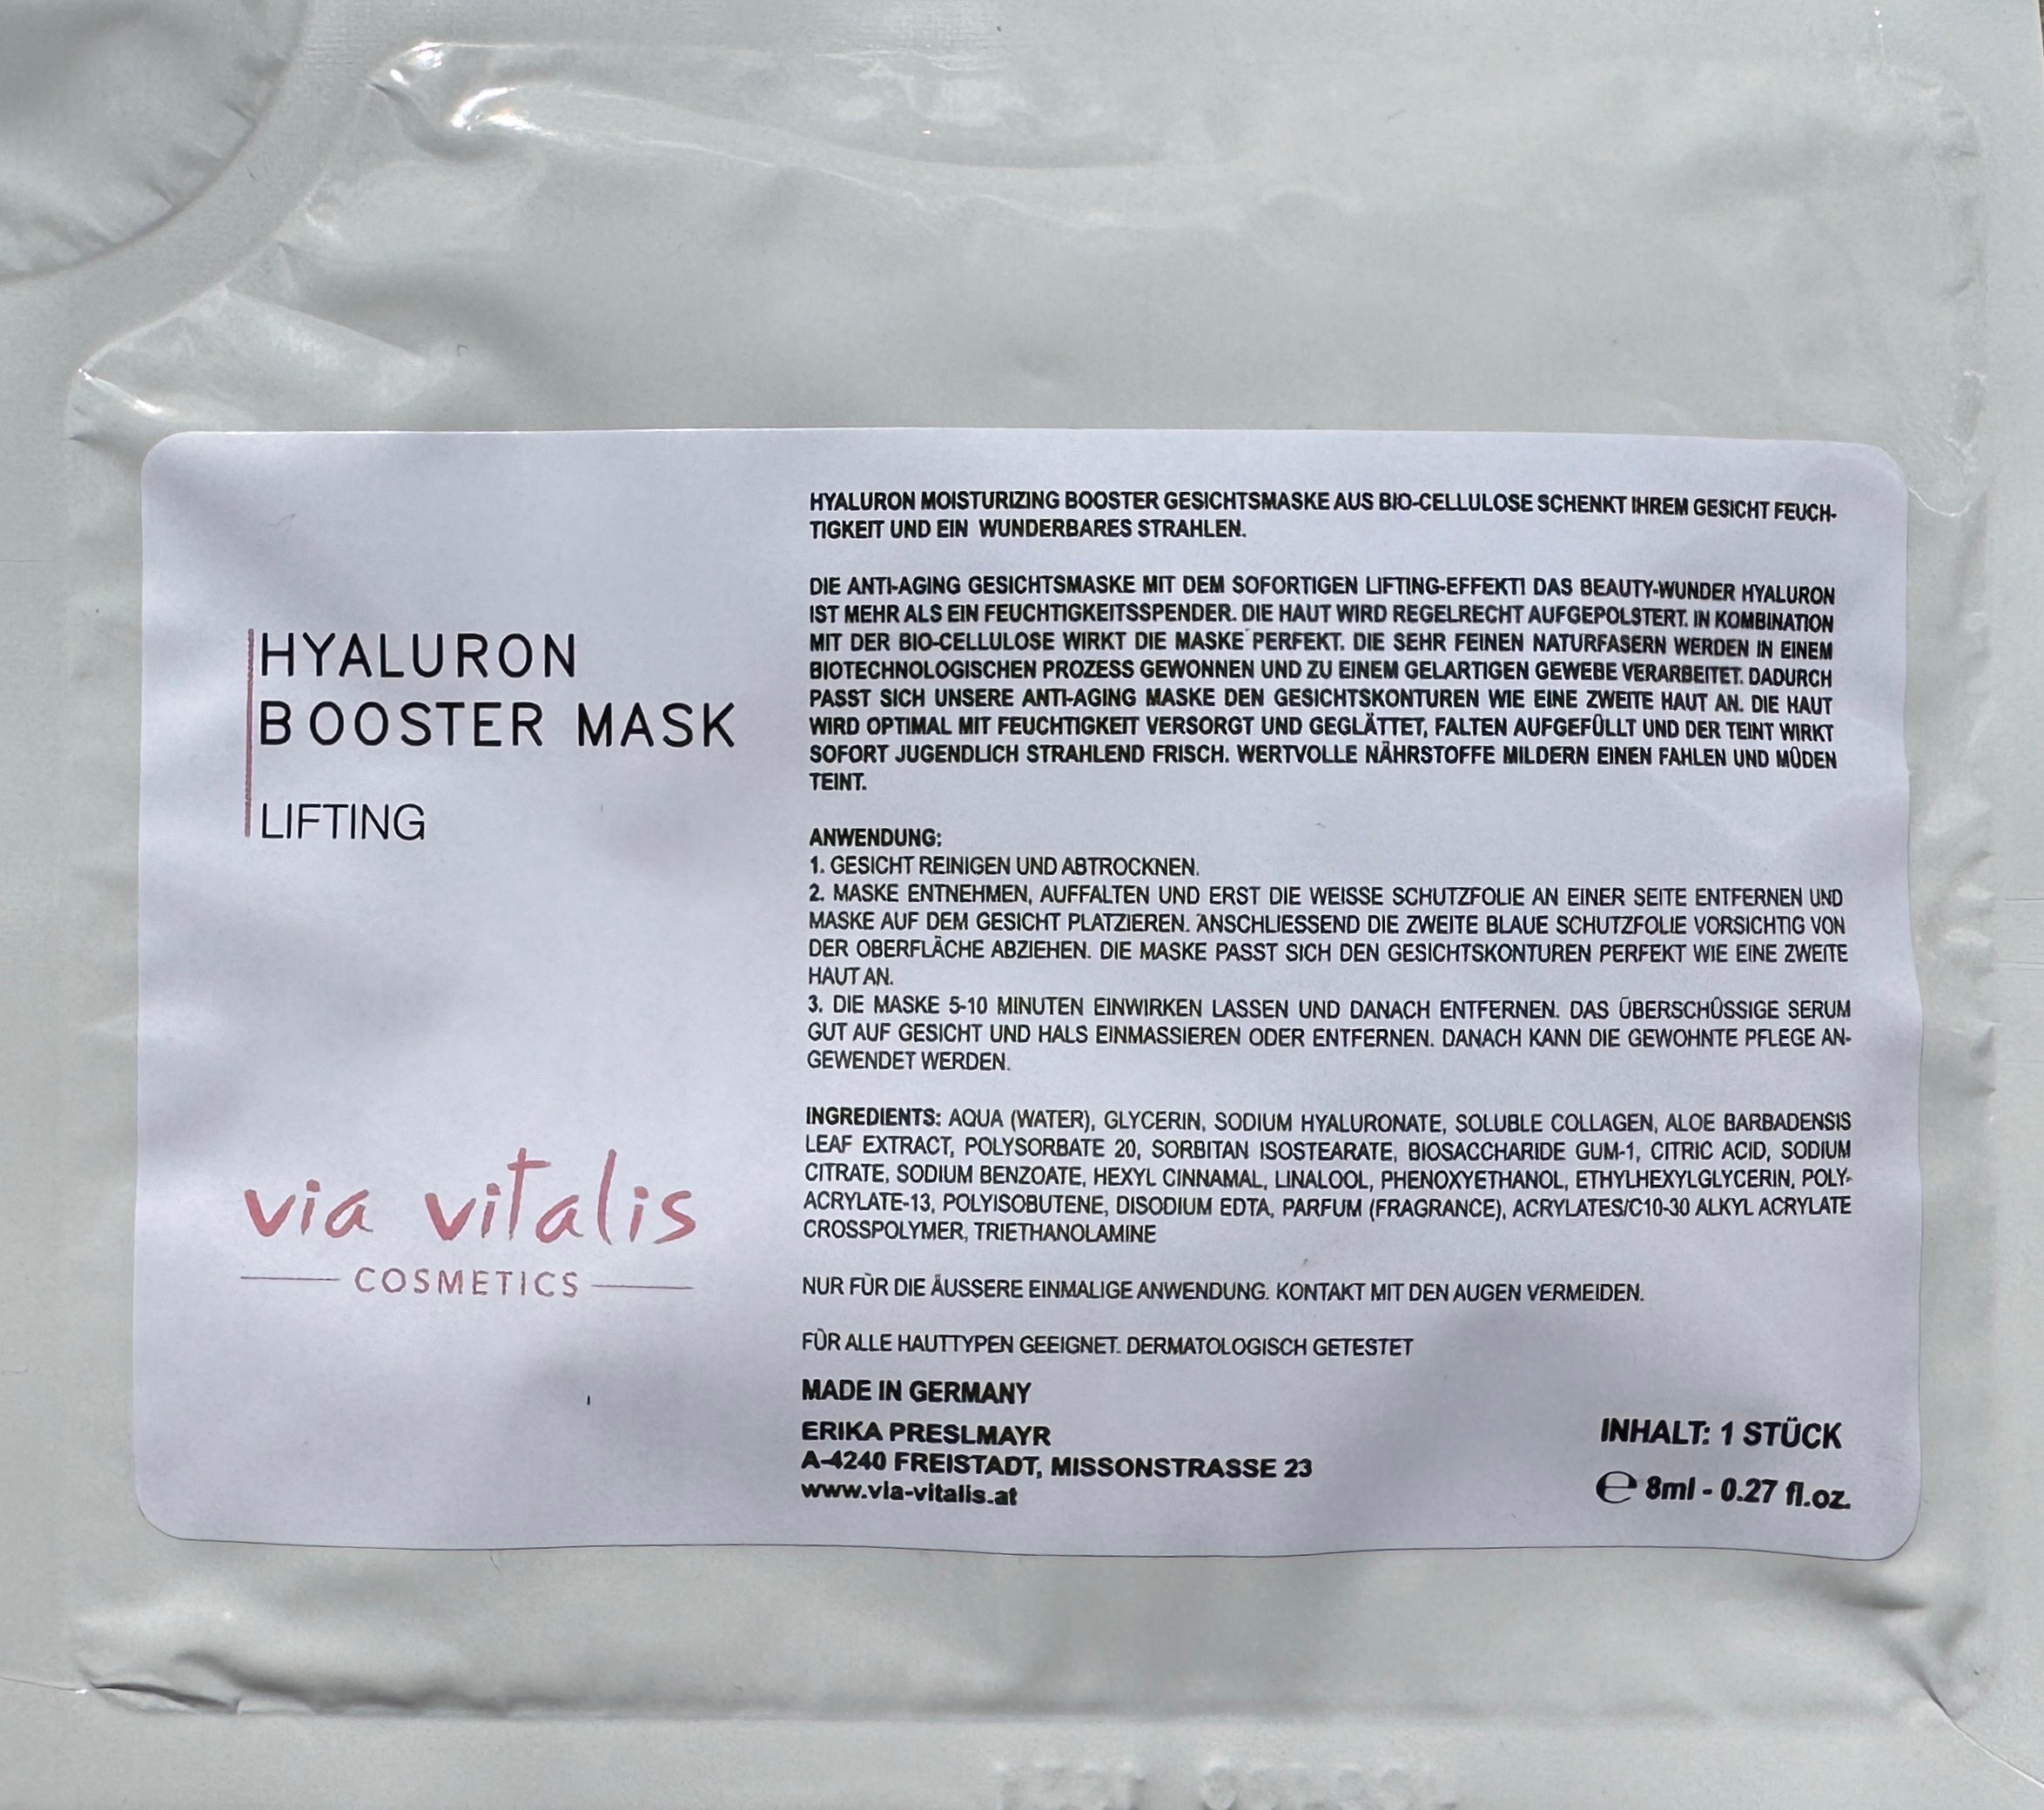 HYALURON
BOOSTER MASK
LIFTING
via vitalis
COSMETICS
HYALURON MOISTURIZING BOOSTER GESICHTSMASKE AUS BIO-CELLULOSE SCHENKT IHREM GESICHT FEUCH-
TIGKEIT UND EIN WUNDERBARES STRAHLEN.
DIE ANTI-AGING GESICHTSMASKE MIT DEM SOFORTIGEN LIFTING-EFFEKT! DAS BEAUTY-WUNDER HYALURON
IST MEHR ALS EIN FEUCHTIGKEITSSPENDER. DIE HAUT WIRD REGELRECHT AUFGEPOLSTERT. IN KOMBINATION
MIT DER BIO-CELLULOSE WIRKT DIE MASKE PERFEKT. DIE SEHR FEINEN NATURFASERN WERDEN IN EINEM
BIOTECHNOLOGISCHEN PROZESS GEWONNEN UND ZU EINEM GELARTIGEN GEWEBE VERARBEITET. DADURCH
PASST SICH UNSERE ANTI-AGING MASKE DEN GESICHTSKONTUREN WIE EINE ZWEITE HAUT AN. DIE HAUT
WIRD OPTIMAL MIT FEUCHTIGKEIT VERSORGT UND GEGLÄTTET, FALTEN AUFGEFÜLLT UND DER TEINT WIRKT
SOFORT JUGENDLICH STRAHLEND FRISCH. WERTVOLLE NÄHRSTOFFE MILDERN EINEN FAHLEN UND MÜDEN
TEINT.
ANWENDUNG:
1. GESICHT REINIGEN UND ABTROCKNEN.
2. MASKE ENTNEHMEN, AUFFALTEN UND ERST DIE WEISSE SCHUTZFOLIE AN EINER SEITE ENTFERNEN UND
MASKE AUF DEM GESICHT PLATZIEREN. ANSCHLIESSEND DIE ZWEITE BLAUE SCHUTZFOLIE VORSICHTIG VON
DER OBERFLÄCHE ABZIEHEN. DIE MASKE PASST SICH DEN GESICHTSKONTUREN PERFEKT WIE EINE ZWEITE
HAUT AN.
3. DIE MASKE 5-10 MINUTEN EINWIRKEN LASSEN UND DANACH ENTFERNEN. DAS ÜBERSCHÜSSIGE SERUM
GUT AUF GESICHT UND HALS EINMASSIEREN ODER ENTFERNEN. DANACH KANN DIE GEWOHNTE PFLEGE AN-
GEWENDET WERDEN.
INGREDIENTS: AQUA (WATER), GLYCERIN, SODIUM HYALURONATE, SOLUBLE COLLAGEN, ALOE BARBADENSIS
LEAF EXTRACT, POLYSORBATE 20, SORBITAN ISOSTEARATE, BIOSACCHARIDE GUM-1, CITRIC ACID, SODIUM
CITRATE, SODIUM BENZOATE, HEXYL CINNAMAL, LINALOOL, PHENOXYETHANOL, ETHYLHEXYLGLYCERIN, POLY-
ACRYLATE-13, POLYISOBUTENE, DISODIUM EDTA, PARFUM (FRAGRANCE), ACRYLATES/C10-30 ALKYL ACRYLATE
CROSSPOLYMER, TRIETHANOLAMINE
NUR FÜR DIE ÄUSSERE EINMALIGE ANWENDUNG. KONTAKT MIT DEN AUGEN VERMEIDEN.
FÜR ALLE HAUTTYPEN GEEIGNET. DERMATOLOGISCH GETESTET
MADE IN GERMANY
ERIKA PRESLMAYR
A-4240 FREISTADT, MISSONSTRASSE 23
www.via-vitalis.at
INHALT: 1 STÜCK
℮ 8ml - 0.27 fl.oz.